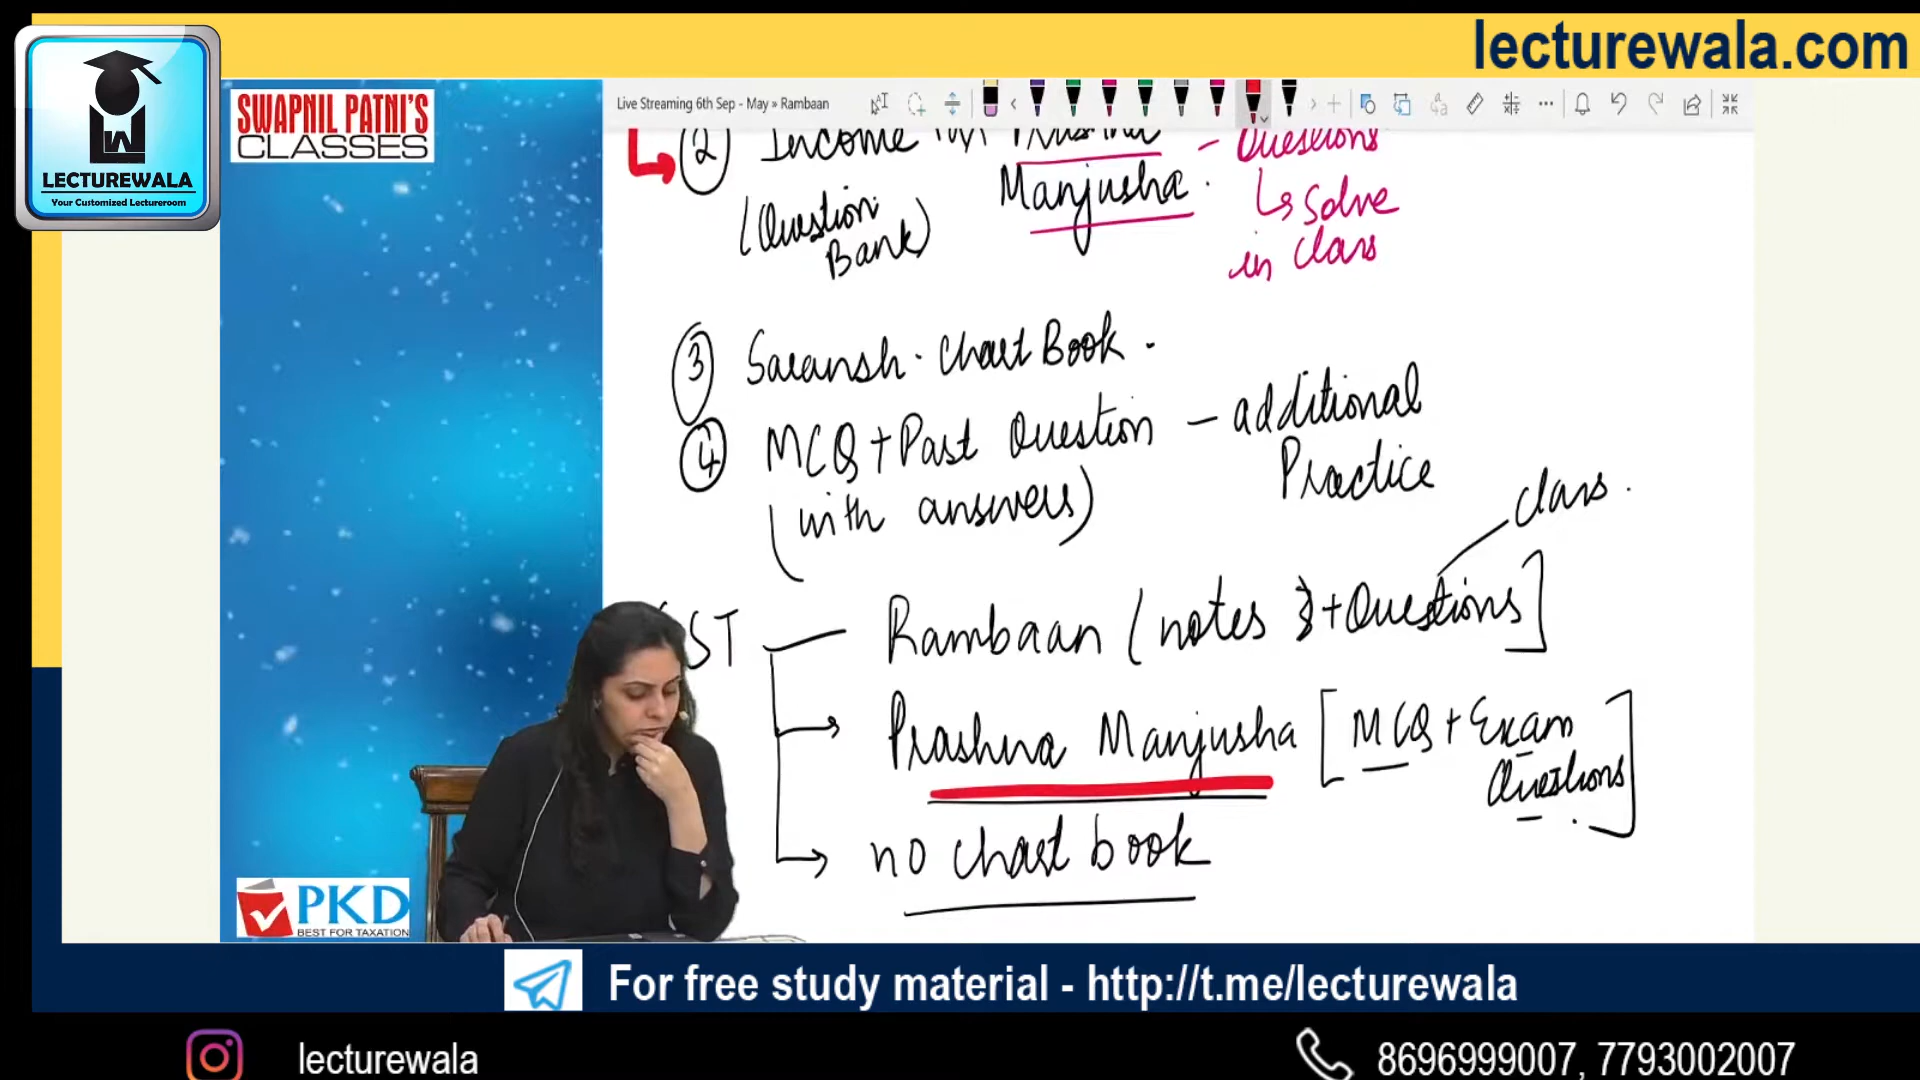 lecturewala.com
LW
LECTUREWALA
Your Customized Lectureroom
SWAPNIL PATNI'S
CLASSES
Live Streaming 6th Sep - May » Rambaan
② Income Prashna - Questions
(Question Bank) Manjusha. ↳ Solve
in class
③ Saransh. Chart Book.
④ MCQ + Past Question - additional
(with answers) Practice
class.
ST Rambaan (notes + Questions]
Prashna Manjusha [MCQ + Exam
Questions]
no chart book
PKD
BEST FOR TAXATION
For free study material - http://t.me/lecturewala
lecturewala
8696999007, 7793002007